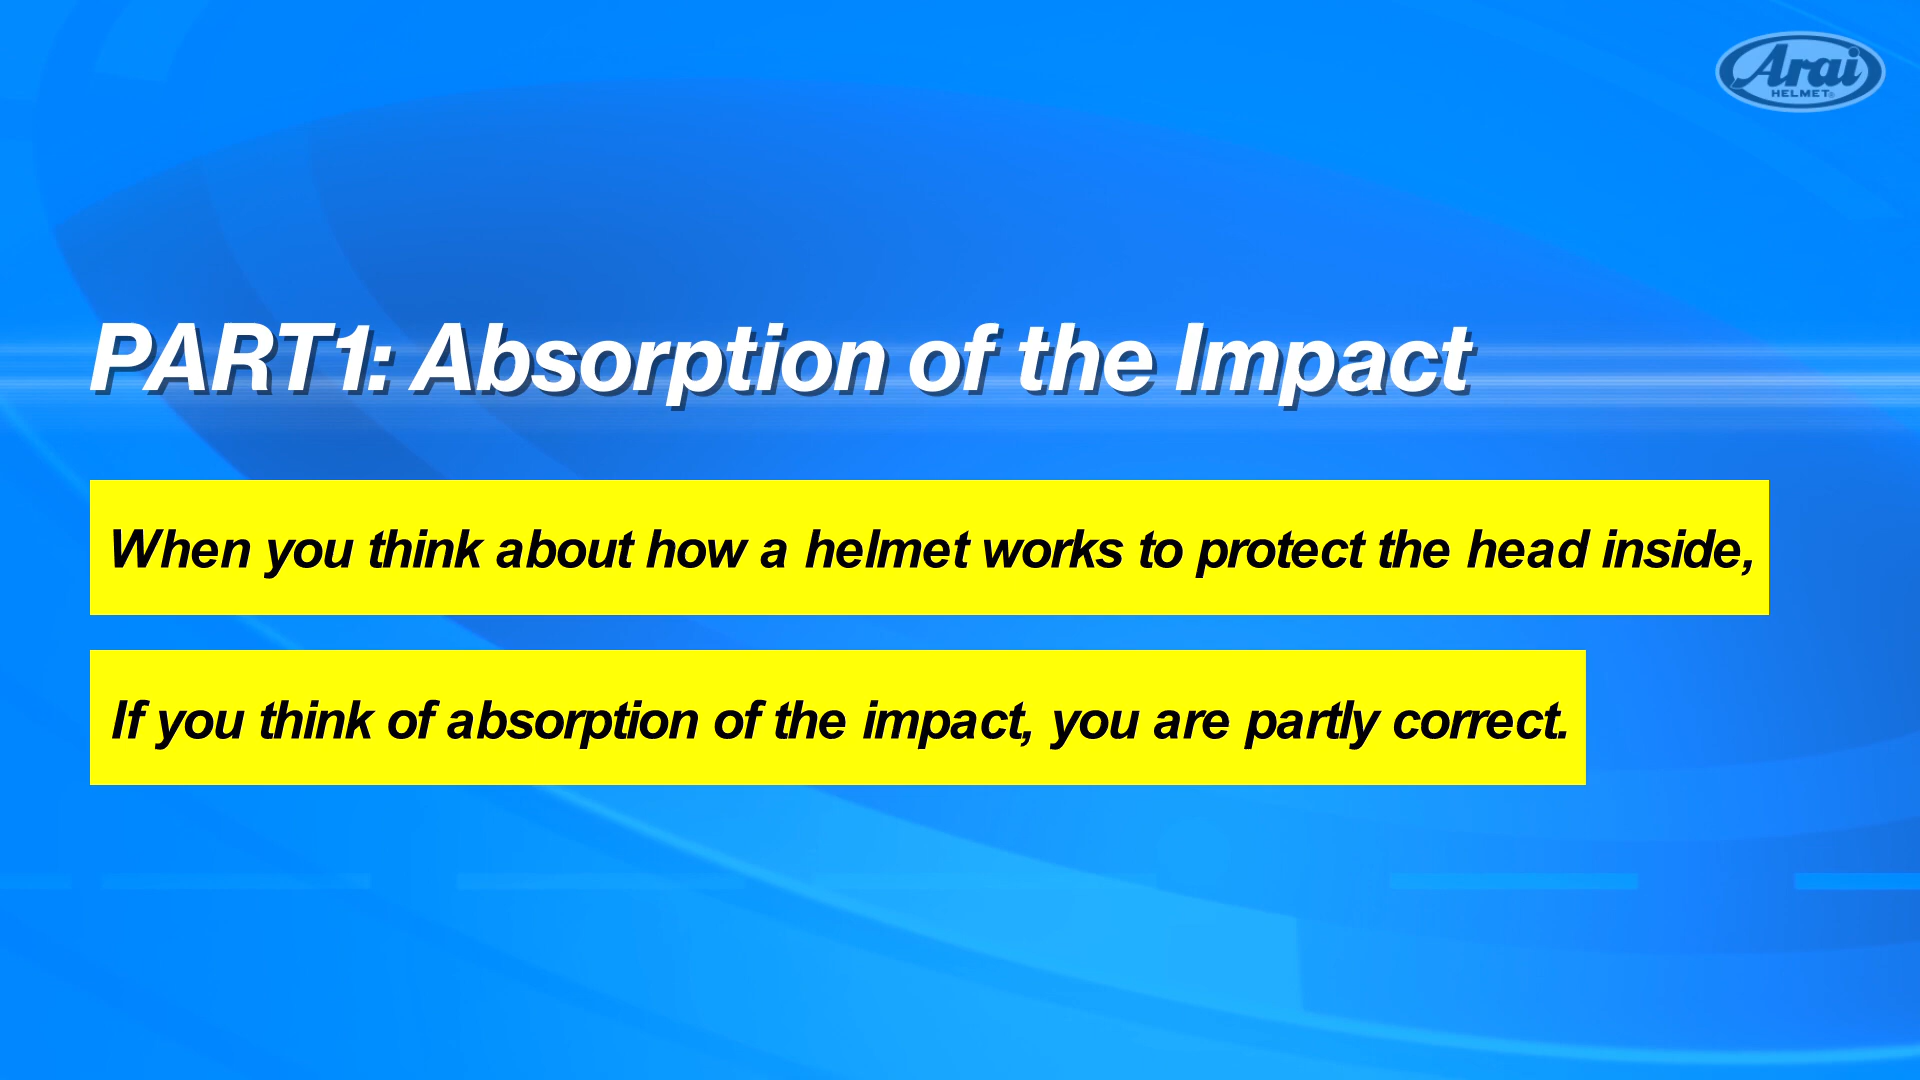 Arai
HELMET®
PART1: Absorption of the Impact
When you think about how a helmet works to protect the head inside,
If you think of absorption of the impact, you are partly correct.